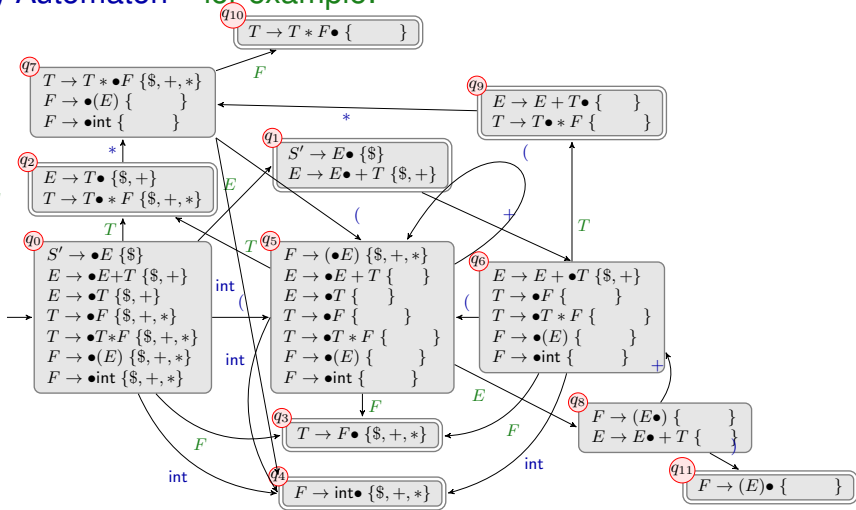 Automaton – for example:
q10
T → T * F• { }
q7
T → T * •F {$, +, *}
F → •(E) { }
F → •int { }
F
q9
E → E + T• { }
T → T• * F { }
*
q1
S′ → E• {$}
E → E• + T {$, +}
(
*
q2
E → T• {$, +}
T → T• * F {$, +, *}
E
(
+
T
T
T
q0
S′ → •E {$}
E → •E+T {$, +}
E → •T {$, +}
T → •F {$, +, *}
T → •T*F {$, +, *}
F → •(E) {$, +, *}
F → •int {$, +, *}
int
(
int
q5
F → (•E) {$, +, *}
E → •E + T { }
E → •T { }
T → •F { }
T → •T * F { }
F → •(E) { }
F → •int { }
(
q6
E → E + •T {$, +}
T → •F { }
T → •T * F { }
F → •(E) { }
F → •int { }
+
F
E
q8
F → (E•) { }
E → E• + T { }
)
q3
T → F• {$, +, *}
F
F
int
int
q4
F → int• {$, +, *}
q11
F → (E)• { }